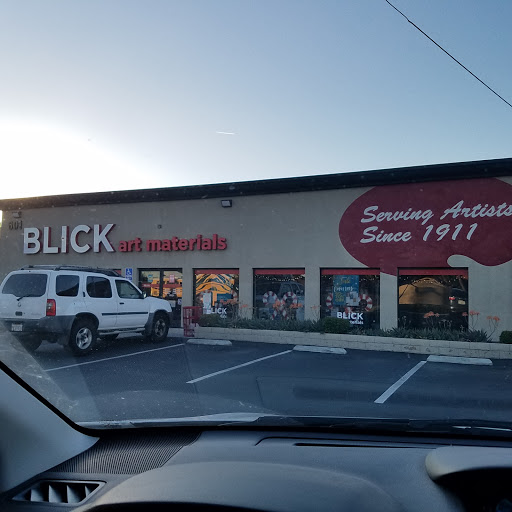 BLICK art materials
Serving Artists
Since 1911
BLICK
BLICK